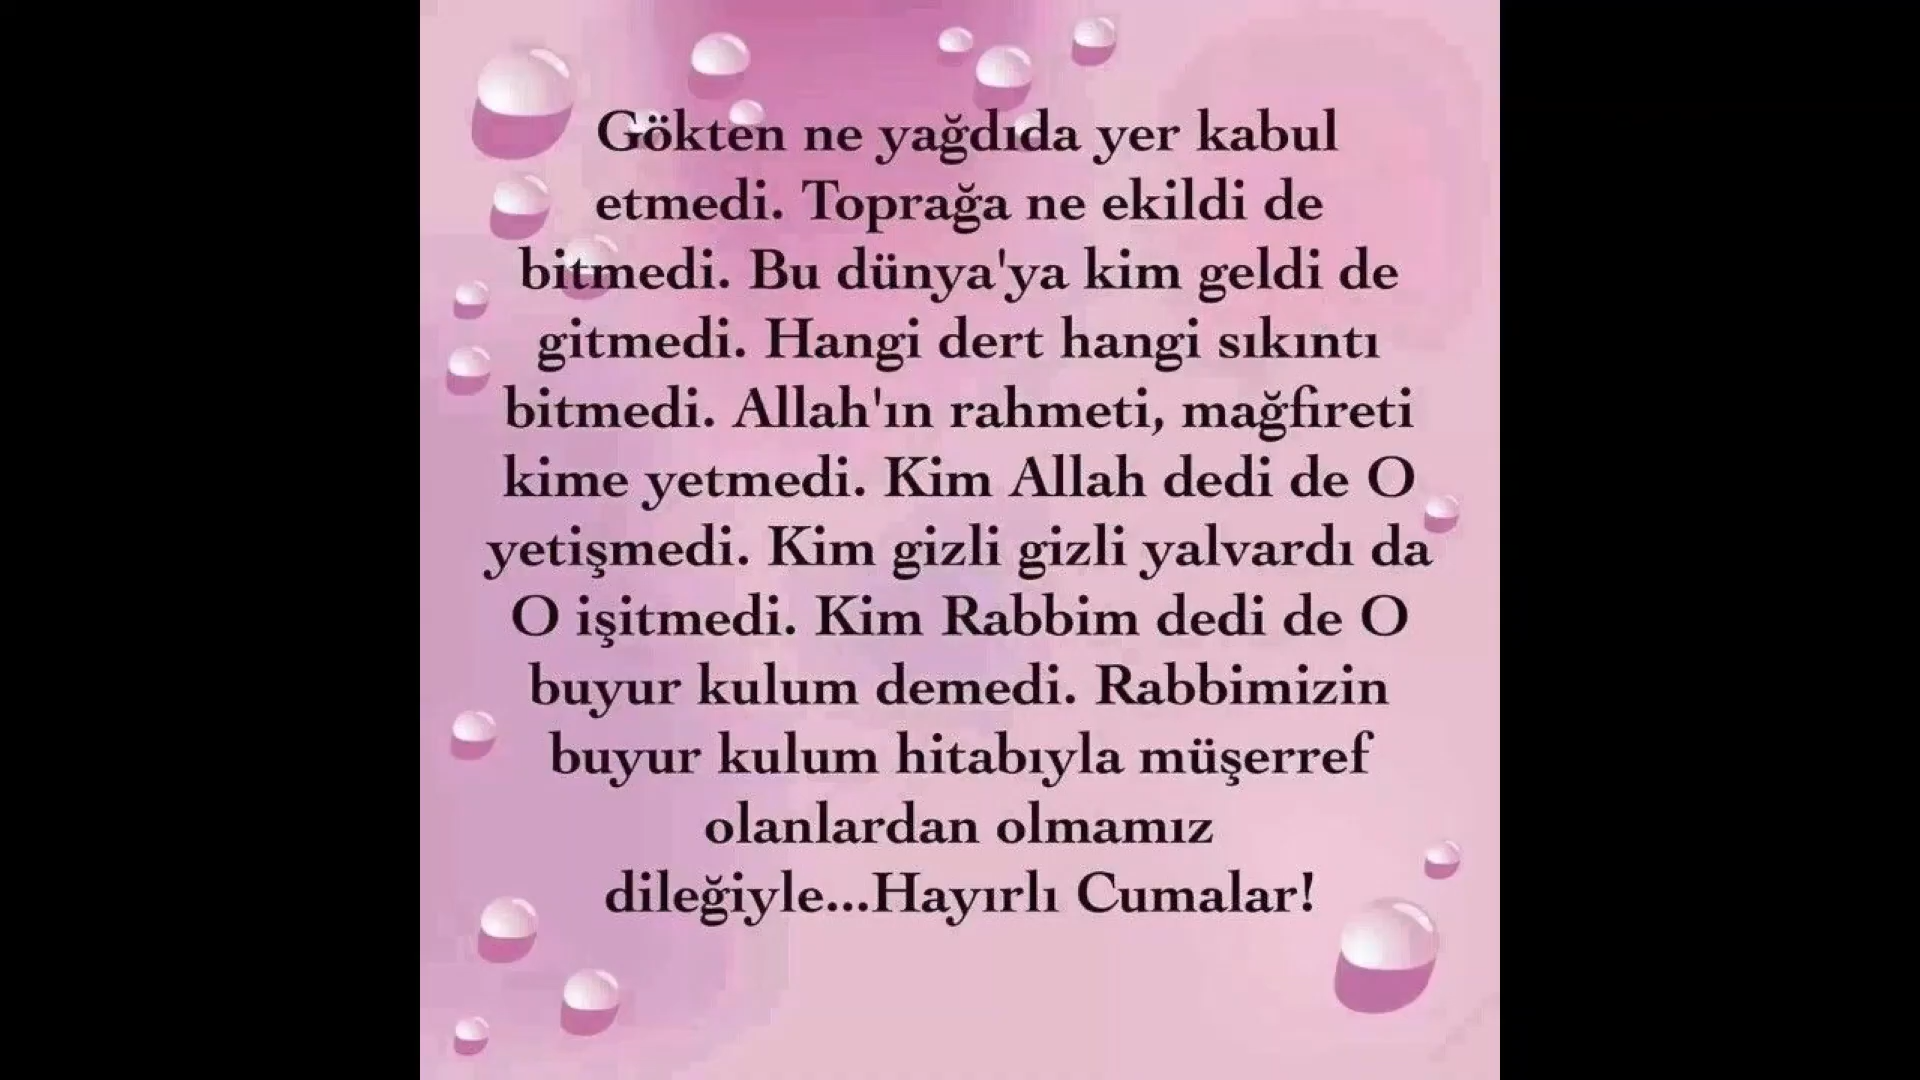 Gökten ne yağdıda yer kabul
etmedi. Toprağa ne ekildi de
bitmedi. Bu dünya'ya kim geldi de
gitmedi. Hangi dert hangi sıkıntı
bitmedi. Allah'ın rahmeti, mağfireti
kime yetmedi. Kim Allah dedi de O
yetişmedi. Kim gizli gizli yalvardı da
O işitmedi. Kim Rabbim dedi de O
buyur kulum demedi. Rabbimizin
buyur kulum hitabıyla müşerref
olanlardan olmamız
dileğiyle...Hayırlı Cumalar!